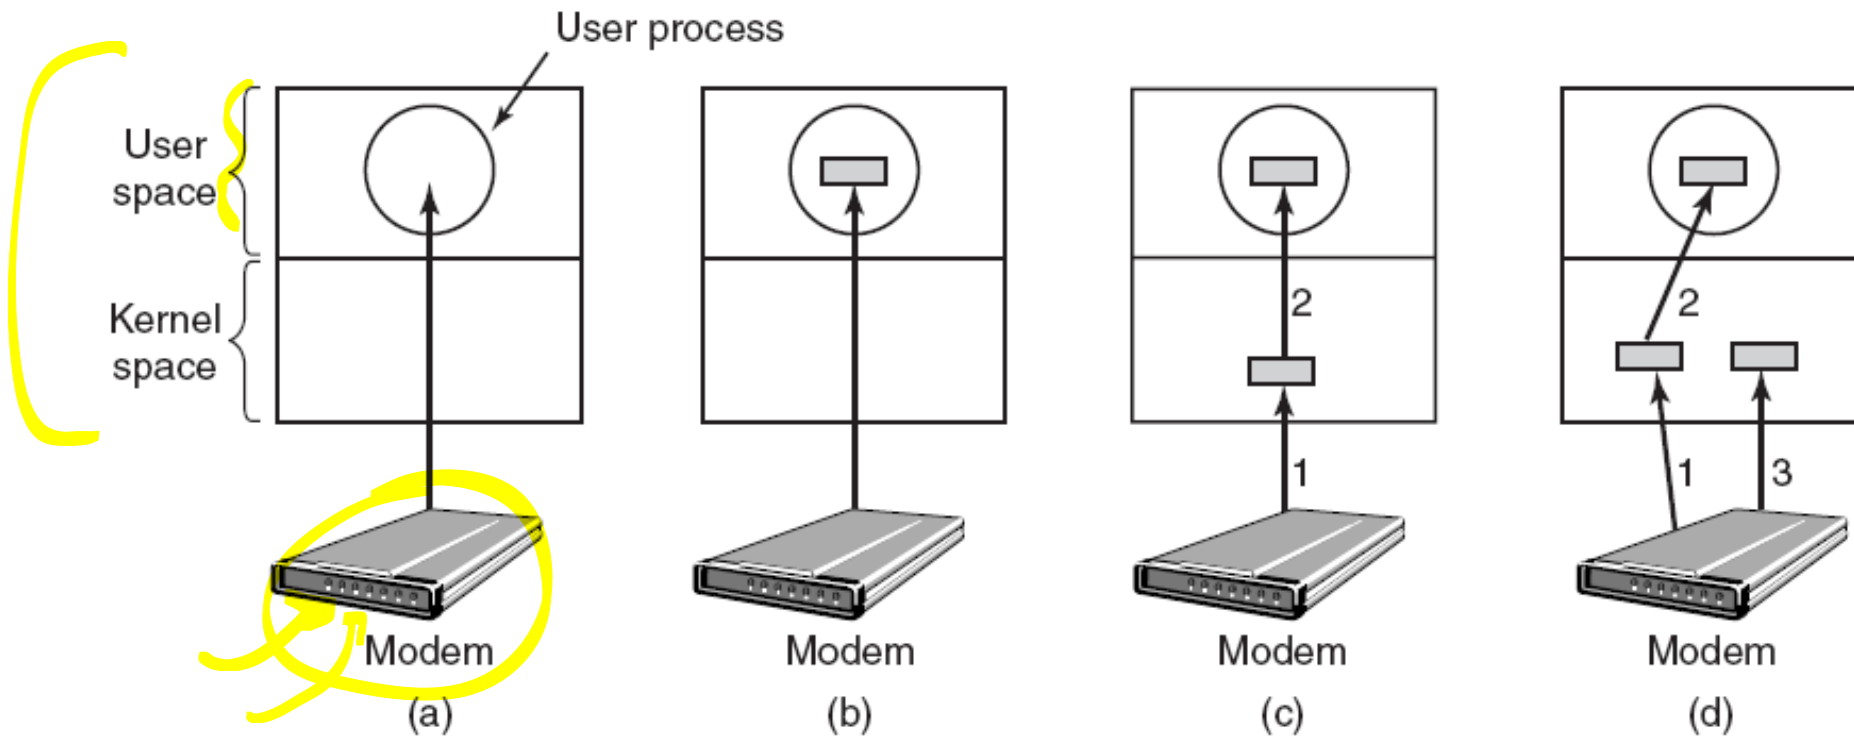 User process
User
space
Kernel
space
2
2
1
1
3
Modem
Modem
Modem
Modem
(a)
(b)
(c)
(d)